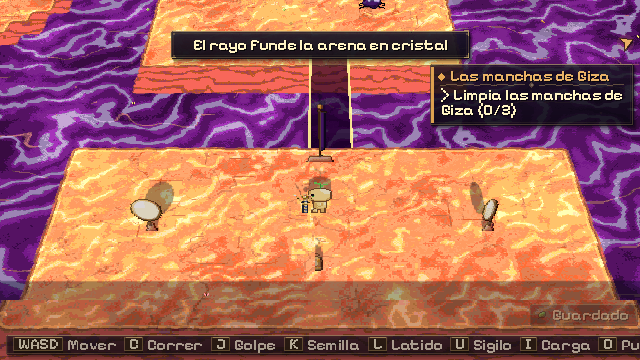 El rayo funde la arena en cristal
Las manchas de Giza
Limpia las manchas de
Giza (0/3)
Guardado
WASD Mover C Correr J Golpe K Semilla L Latido U Sigilo I Carga O Pu